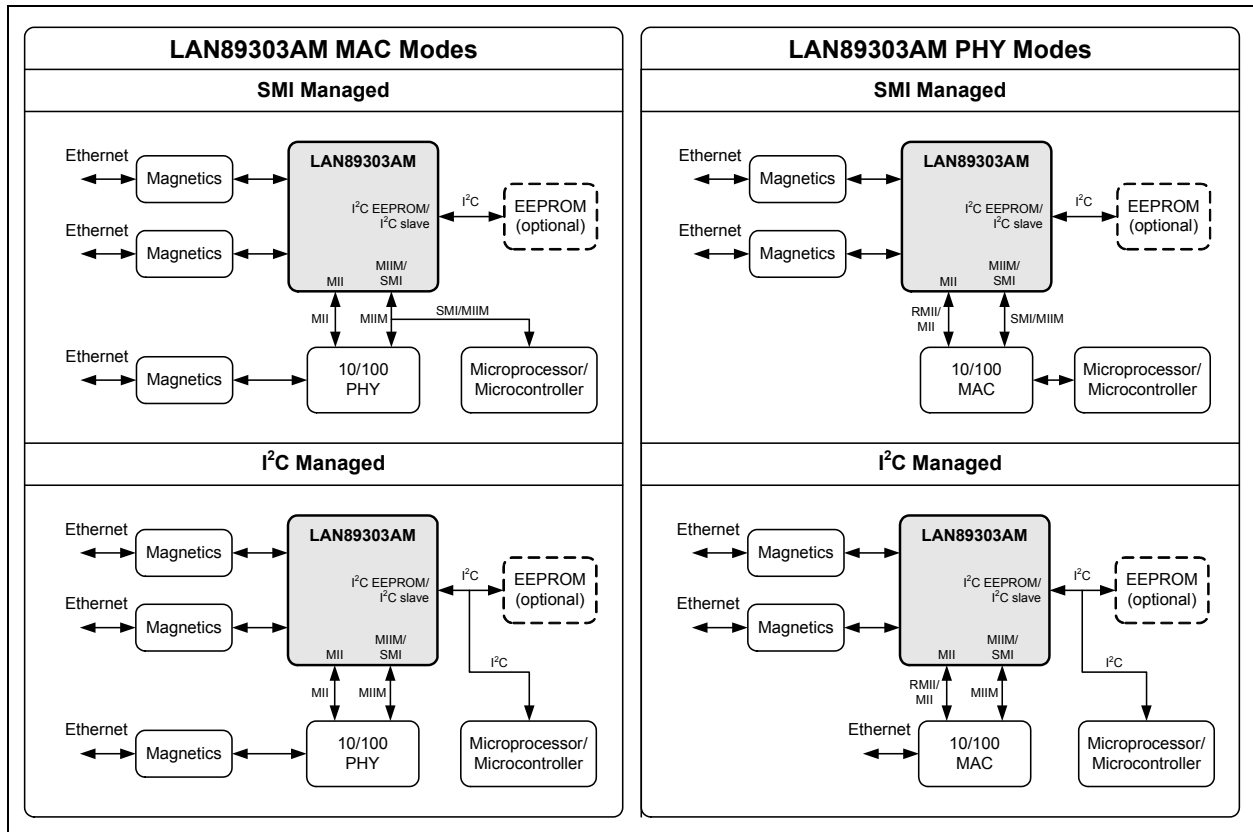 LAN89303AM MAC Modes
SMI Managed
Ethernet
Magnetics
Ethernet
Magnetics
LAN89303AM
I²C EEPROM/
I²C slave
MII
MIIM/
SMI
I²C
EEPROM
(optional)
MII
MIIM
SMI/MIIM
Ethernet
Magnetics
10/100
PHY
Microprocessor/
Microcontroller
I²C Managed
Ethernet
Magnetics
Ethernet
Magnetics
LAN89303AM
I²C EEPROM/
I²C slave
MII
MIIM/
SMI
I²C
EEPROM
(optional)
I²C
MII
MIIM
Ethernet
Magnetics
10/100
PHY
Microprocessor/
Microcontroller
LAN89303AM PHY Modes
SMI Managed
Ethernet
Magnetics
Ethernet
Magnetics
LAN89303AM
I²C EEPROM/
I²C slave
MII
MIIM/
SMI
I²C
EEPROM
(optional)
RMII/
MII
SMI/MIIM
10/100
MAC
Microprocessor/
Microcontroller
I²C Managed
Ethernet
Magnetics
Ethernet
Magnetics
LAN89303AM
I²C EEPROM/
I²C slave
MII
MIIM/
SMI
I²C
EEPROM
(optional)
I²C
RMII/
MII
MIIM
Ethernet
10/100
MAC
Microprocessor/
Microcontroller